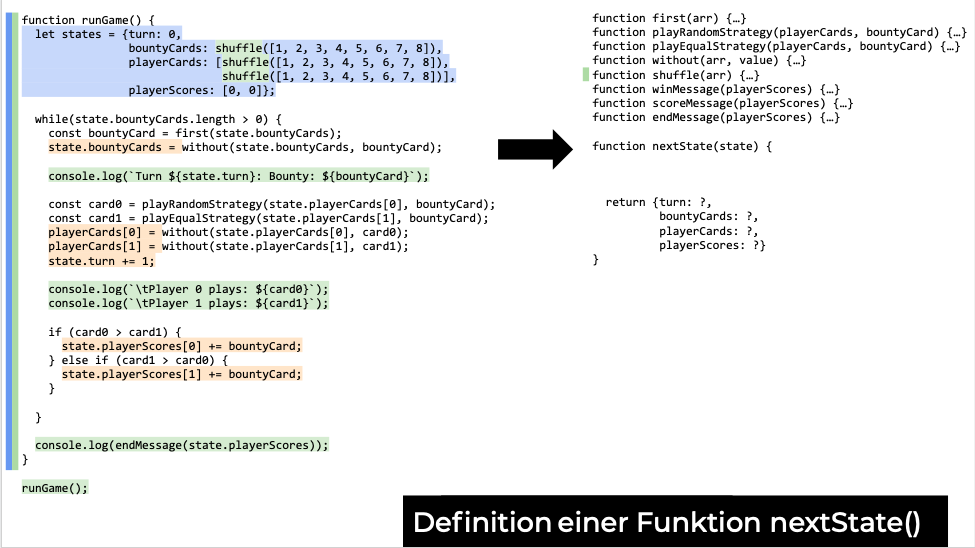 function runGame() {
let states = {turn: 0,
bountyCards: shuffle([1, 2, 3, 4, 5, 6, 7, 8]),
playerCards: [shuffle([1, 2, 3, 4, 5, 6, 7, 8]),
shuffle([1, 2, 3, 4, 5, 6, 7, 8])],
playerScores: [0, 0]};
while(state.bountyCards.length > 0) {
const bountyCard = first(state.bountyCards);
state.bountyCards = without(state.bountyCards, bountyCard);
console.log(`Turn ${state.turn}: Bounty: ${bountyCard}`);
const card0 = playRandomStrategy(state.playerCards[0], bountyCard);
const card1 = playEqualStrategy(state.playerCards[1], bountyCard);
playerCards[0] = without(state.playerCards[0], card0);
playerCards[1] = without(state.playerCards[1], card1);
state.turn += 1;
console.log(`\tPlayer 0 plays: ${card0}`);
console.log(`\tPlayer 1 plays: ${card1}`);
if (card0 > card1) {
state.playerScores[0] += bountyCard;
} else if (card1 > card0) {
state.playerScores[1] += bountyCard;
}
}
console.log(endMessage(state.playerScores));
}
runGame();
function first(arr) {…}
function playRandomStrategy(playerCards, bountyCard) {…}
function playEqualStrategy(playerCards, bountyCard) {…}
function without(arr, value) {…}
function shuffle(arr) {…}
function winMessage(playerScores) {…}
function scoreMessage(playerScores) {…}
function endMessage(playerScores) {…}
function nextState(state) {
return {turn: ?,
bountyCards: ?,
playerCards: ?,
playerScores: ?}
}
Definition einer Funktion nextState()